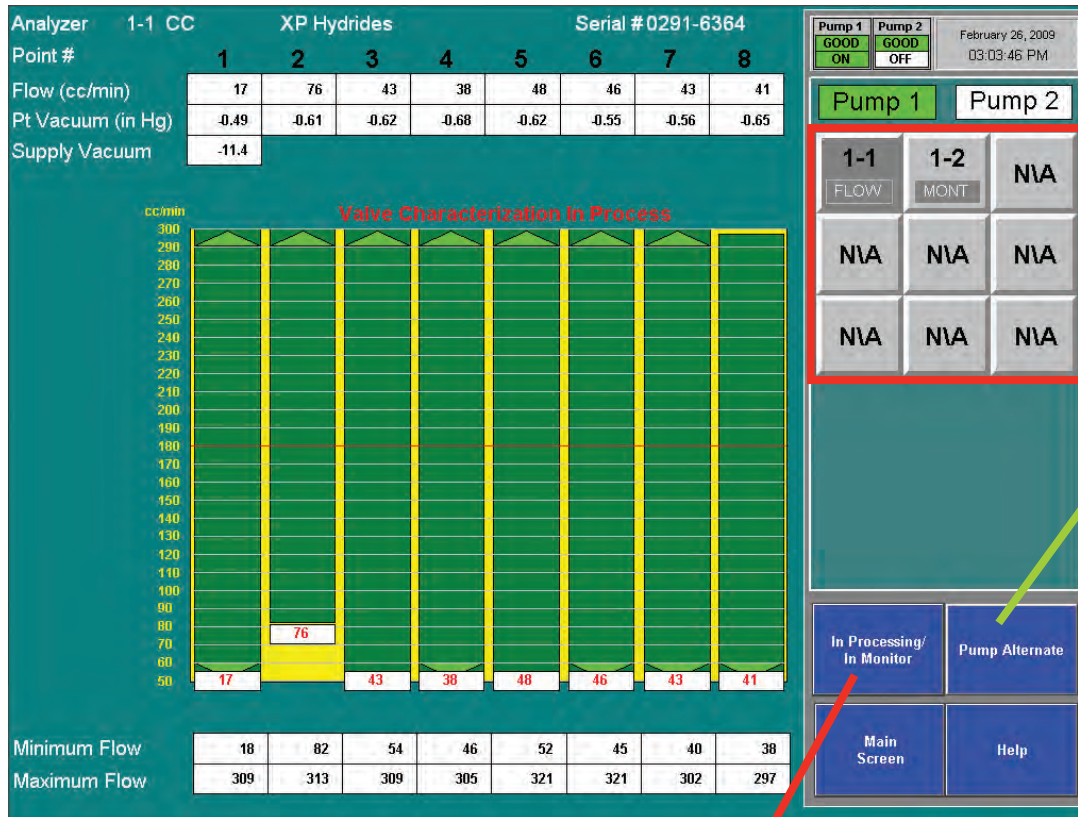 Analyzer 1-1 CC XP Hydrides Serial # 0291-6364
Point # 1 2 3 4 5 6 7 8
Flow (cc/min) 17 76 43 38 48 46 43 41
Pt Vacuum (in Hg) -0.49 -0.61 -0.62 -0.68 -0.62 -0.55 -0.56 -0.65
Supply Vacuum -11.4
cc/min
Valve Characterization In Process
300
290
280
270
260
250
240
230
220
210
200
190
180
170
160
150
140
130
120
110
100
90
80
76
70
60
50 17 43 38 48 46 43 41
Minimum Flow 18 82 54 46 52 45 40 38
Maximum Flow 309 313 309 305 321 321 302 297
Pump 1 Pump 2
GOOD GOOD
ON OFF
February 26, 2009
03:03:46 PM
Pump 1 Pump 2
1-1 1-2 N\A
FLOW MONT
N\A N\A N\A
N\A N\A N\A
In Processing/
In Monitor
Pump Alternate
Main
Screen
Help